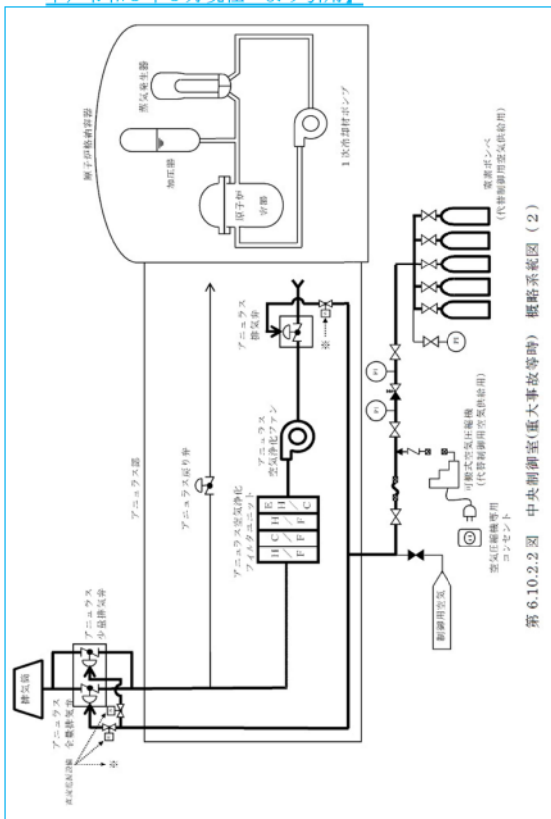 原子炉格納容器
蒸気発生器
加圧器
原子炉
容器
1次冷却材ポンプ
アニュラス部
アニュラス戻り弁
アニュラス
排気弁
※
アニュラス
空気浄化ファン
アニュラス空気浄化
フィルタユニット
H
C
H
E
C
H
H
F
F
F
C
排気筒
アニュラス
少量排気弁
アニュラス
全量排気弁
直流電源設備
※
窒素ボンベ
(代替制御用空気供給用)
PI
PI
PI
可搬式空気圧縮機
(代替制御用空気供給用)
空気圧縮機専用
コンセント
制御用空気
第 6.10.2.2 図 中央制御室(重大事故等時) 概略系統図 (2)